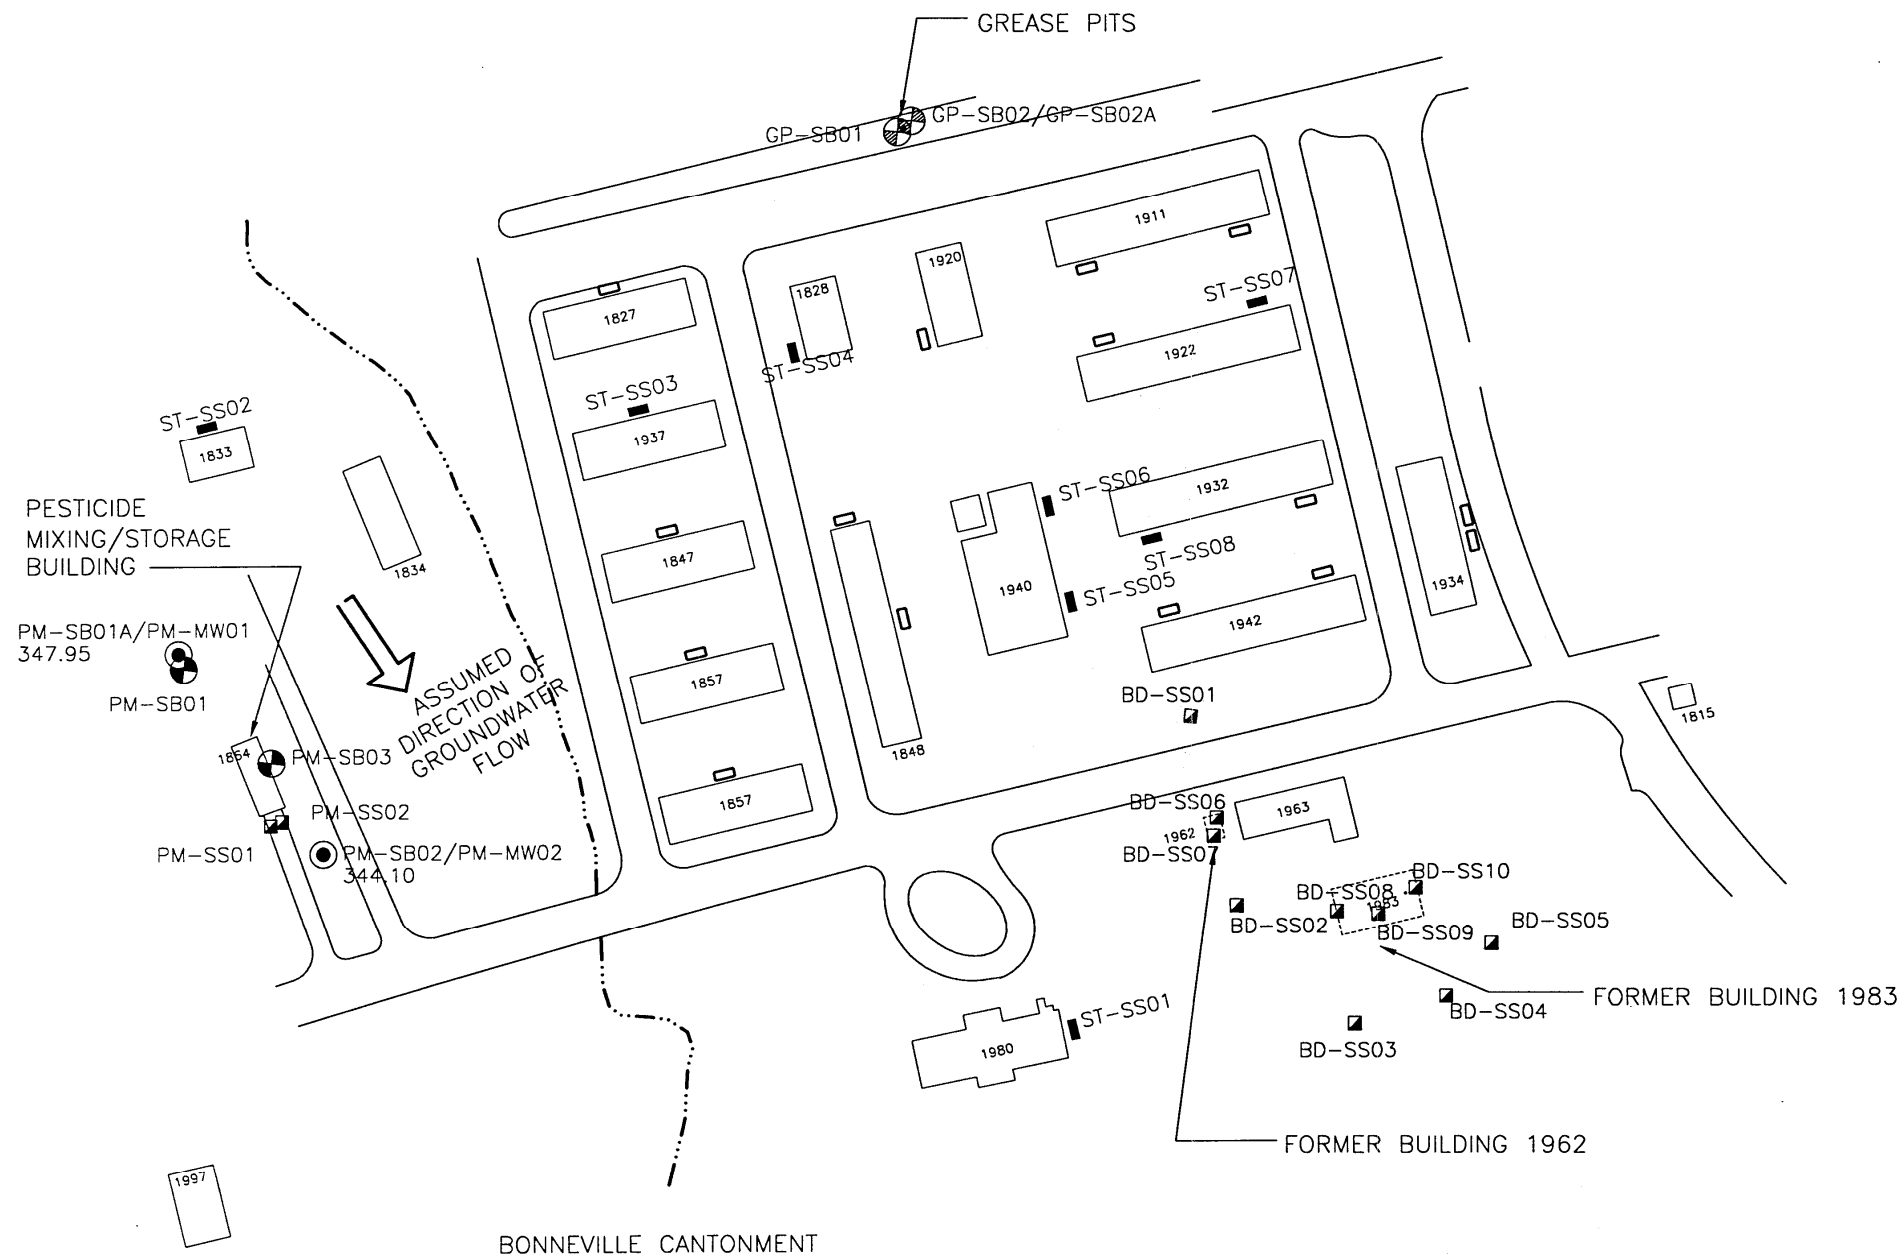 GREASE PITS
GP-SB01
GP-SB02/GP-SB02A
1911
1920
1828
1827
ST-SS07
ST-SS04
1922
ST-SS03
1937
ST-SS02
1833
1834
PESTICIDE
MIXING/STORAGE
BUILDING
ST-SS06
1932
ST-SS08
1847
1940
ST-SS05
1934
1942
PM-SB01A/PM-MW01
347.95
PM-SB01
ASSUMED
DIRECTION OF
GROUNDWATER
FLOW
1857
BD-SS01
1815
1848
1864
PM-SB03
1857
PM-SS02
PM-SS01
PM-SB02/PM-MW02
344.10
BD-SS06
1962
BD-SS07
1963
BD-SS10
BD-SS08
1983
BD-SS02
BD-SS09
BD-SS05
FORMER BUILDING 1983
BD-SS04
BD-SS03
ST-SS01
1980
FORMER BUILDING 1962
1997
BONNEVILLE CANTONMENT